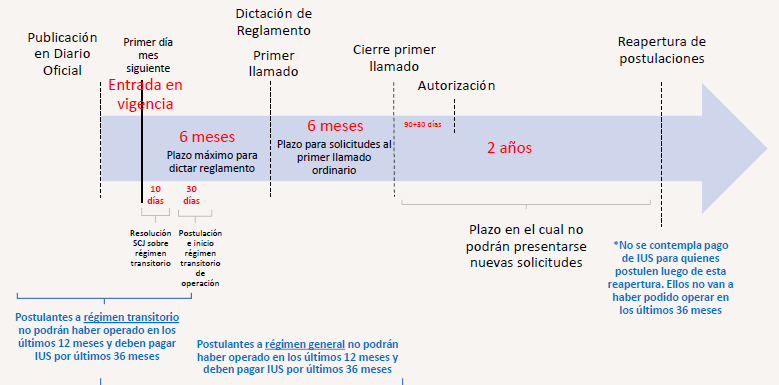 Publicación
en Diario
Oficial
Primer día
mes
siguiente
Entrada en
vigencia
Dictación de
Reglamento
Primer
llamado
Cierre primer
llamado
Autorización
Reapertura de
postulaciones
6 meses
Plazo máximo para
dictar reglamento
6 meses
Plazo para solicitudes al
primer llamado
ordinario
90+30 días
2 años
10
días
30
días
Resolución
SCJ sobre
régimen
transitorio
Postulación
e inicio
régimen
transitorio
de
operación
Plazo en el cual no
podrán presentarse
nuevas solicitudes
*No se contempla pago
de IUS para quienes
postulen luego de esta
reapertura. Ellos no van a
haber podido operar en
los últimos 36 meses
Postulantes a régimen transitorio
no podrán haber operado en los
últimos 12 meses y deben pagar
IUS por últimos 36 meses
Postulantes a régimen general no podrán
haber operado en los últimos 12 meses y
deben pagar IUS por últimos 36 meses